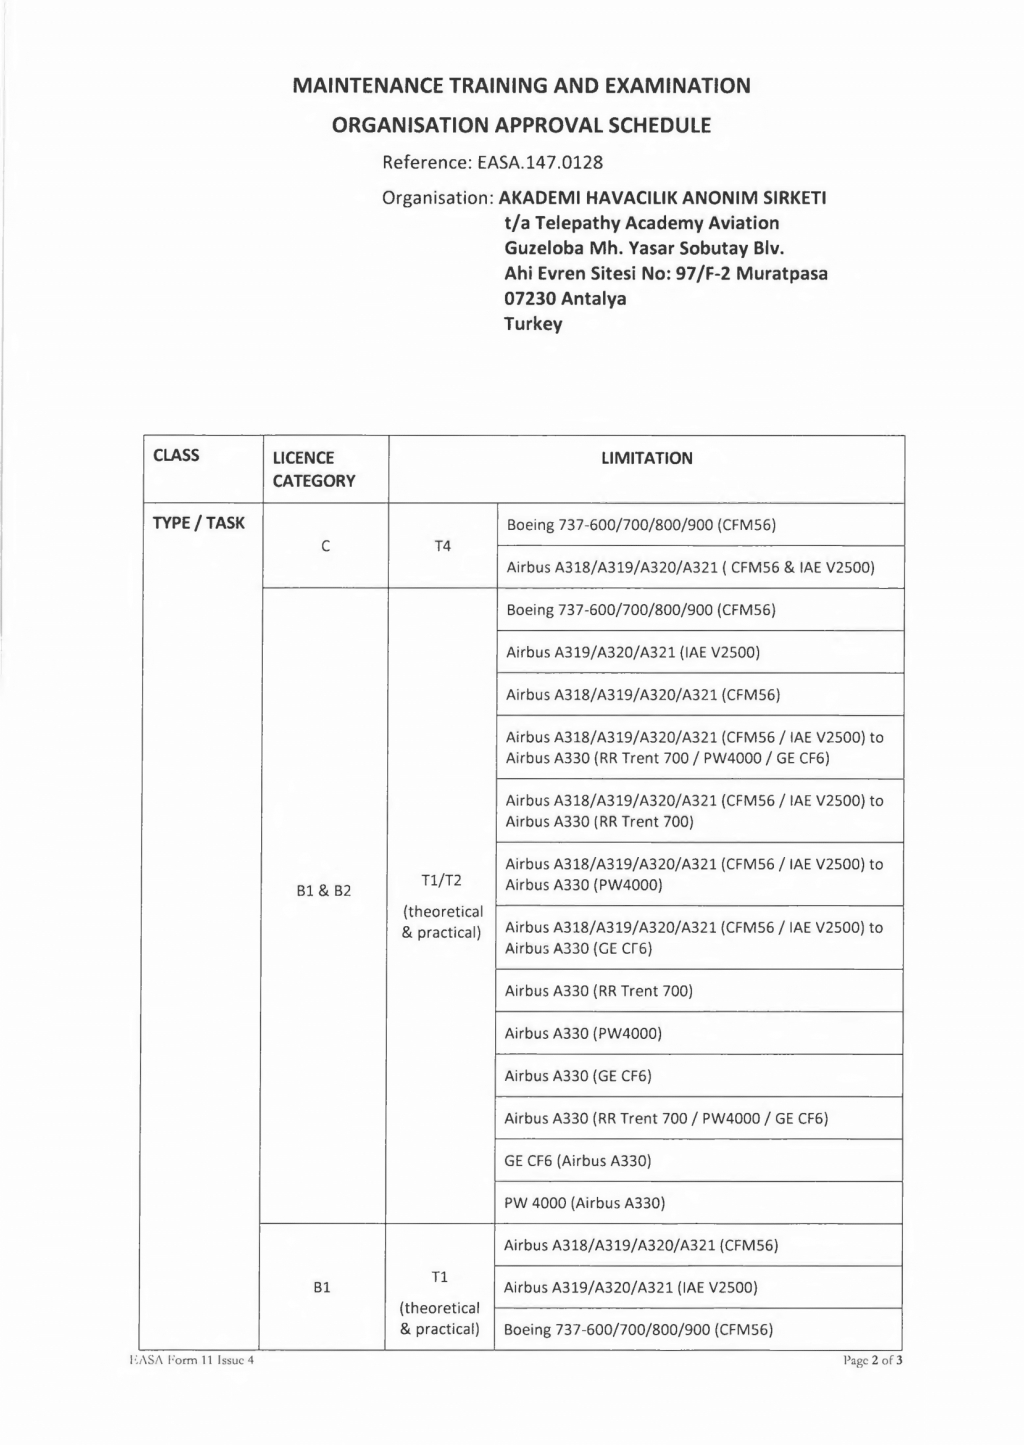 MAINTENANCE TRAINING AND EXAMINATION
ORGANISATION APPROVAL SCHEDULE
Reference: EASA.147.0128
Organisation: AKADEMI HAVACILIK ANONIM SIRKETI
t/a Telepathy Academy Aviation
Guzeloba Mh. Yasar Sobutay Blv.
Ahi Evren Sitesi No: 97/F-2 Muratpasa
07230 Antalya
Turkey
CLASS
LICENCE
CATEGORY
LIMITATION
TYPE / TASK
C
T4
Boeing 737-600/700/800/900 (CFM56)
Airbus A318/A319/A320/A321 ( CFM56 & IAE V2500)
B1 & B2
T1/T2
(theoretical
& practical)
Boeing 737-600/700/800/900 (CFM56)
Airbus A319/A320/A321 (IAE V2500)
Airbus A318/A319/A320/A321 (CFM56)
Airbus A318/A319/A320/A321 (CFM56 / IAE V2500) to
Airbus A330 (RR Trent 700 / PW4000 / GE CF6)
Airbus A318/A319/A320/A321 (CFM56 / IAE V2500) to
Airbus A330 (RR Trent 700)
Airbus A318/A319/A320/A321 (CFM56 / IAE V2500) to
Airbus A330 (PW4000)
Airbus A318/A319/A320/A321 (CFM56 / IAE V2500) to
Airbus A330 (GE CF6)
Airbus A330 (RR Trent 700)
Airbus A330 (PW4000)
Airbus A330 (GE CF6)
Airbus A330 (RR Trent 700 / PW4000 / GE CF6)
GE CF6 (Airbus A330)
PW 4000 (Airbus A330)
B1
T1
(theoretical
& practical)
Airbus A318/A319/A320/A321 (CFM56)
Airbus A319/A320/A321 (IAE V2500)
Boeing 737-600/700/800/900 (CFM56)
EASA Form 11 Issue 4
Page 2 of 3